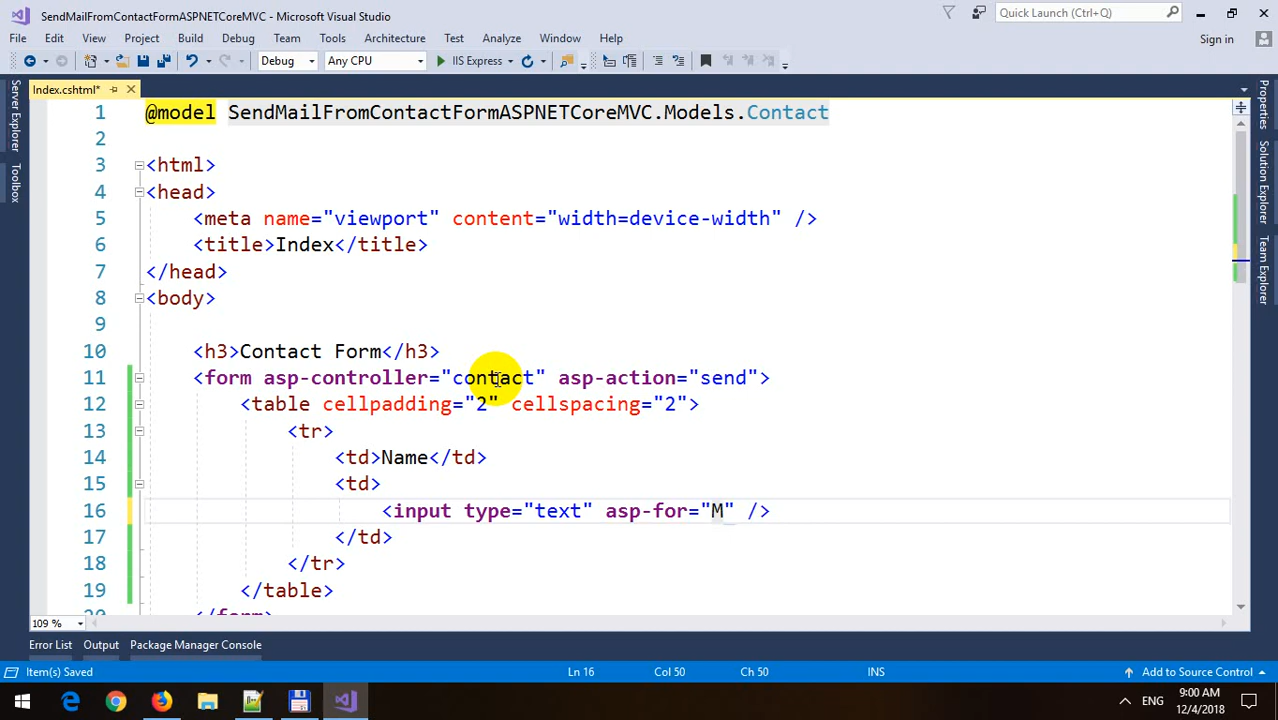 SendMailFromContactFormASPNETCoreMVC - Microsoft Visual Studio
Quick Launch (Ctrl+Q)
File Edit View Project Build Debug Team Tools Architecture Test Analyze Window Help
Sign in
Debug Any CPU IIS Express
Index.cshtml*
Server Explorer
Toolbox
Properties
Solution Explorer
Team Explorer
1 @model SendMailFromContactFormASPNETCoreMVC.Models.Contact
2
3 <html>
4 <head>
5 <meta name="viewport" content="width=device-width" />
6 <title>Index</title>
7 </head>
8 <body>
9
10 <h3>Contact Form</h3>
11 <form asp-controller="contact" asp-action="send">
12 <table cellpadding="2" cellspacing="2">
13 <tr>
14 <td>Name</td>
15 <td>
16 <input type="text" asp-for="M" />
17 </td>
18 </tr>
19 </table>
20 </form>
109 %
Error List Output Package Manager Console
Item(s) Saved Ln 16 Col 50 Ch 50 INS Add to Source Control
ENG
9:00 AM
12/4/2018